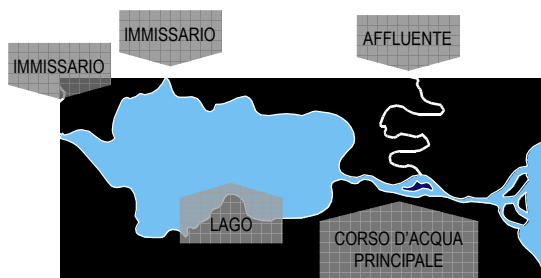 IMMISSARIO
IMMISSARIO
AFFLUENTE
LAGO
CORSO D'ACQUA
PRINCIPALE